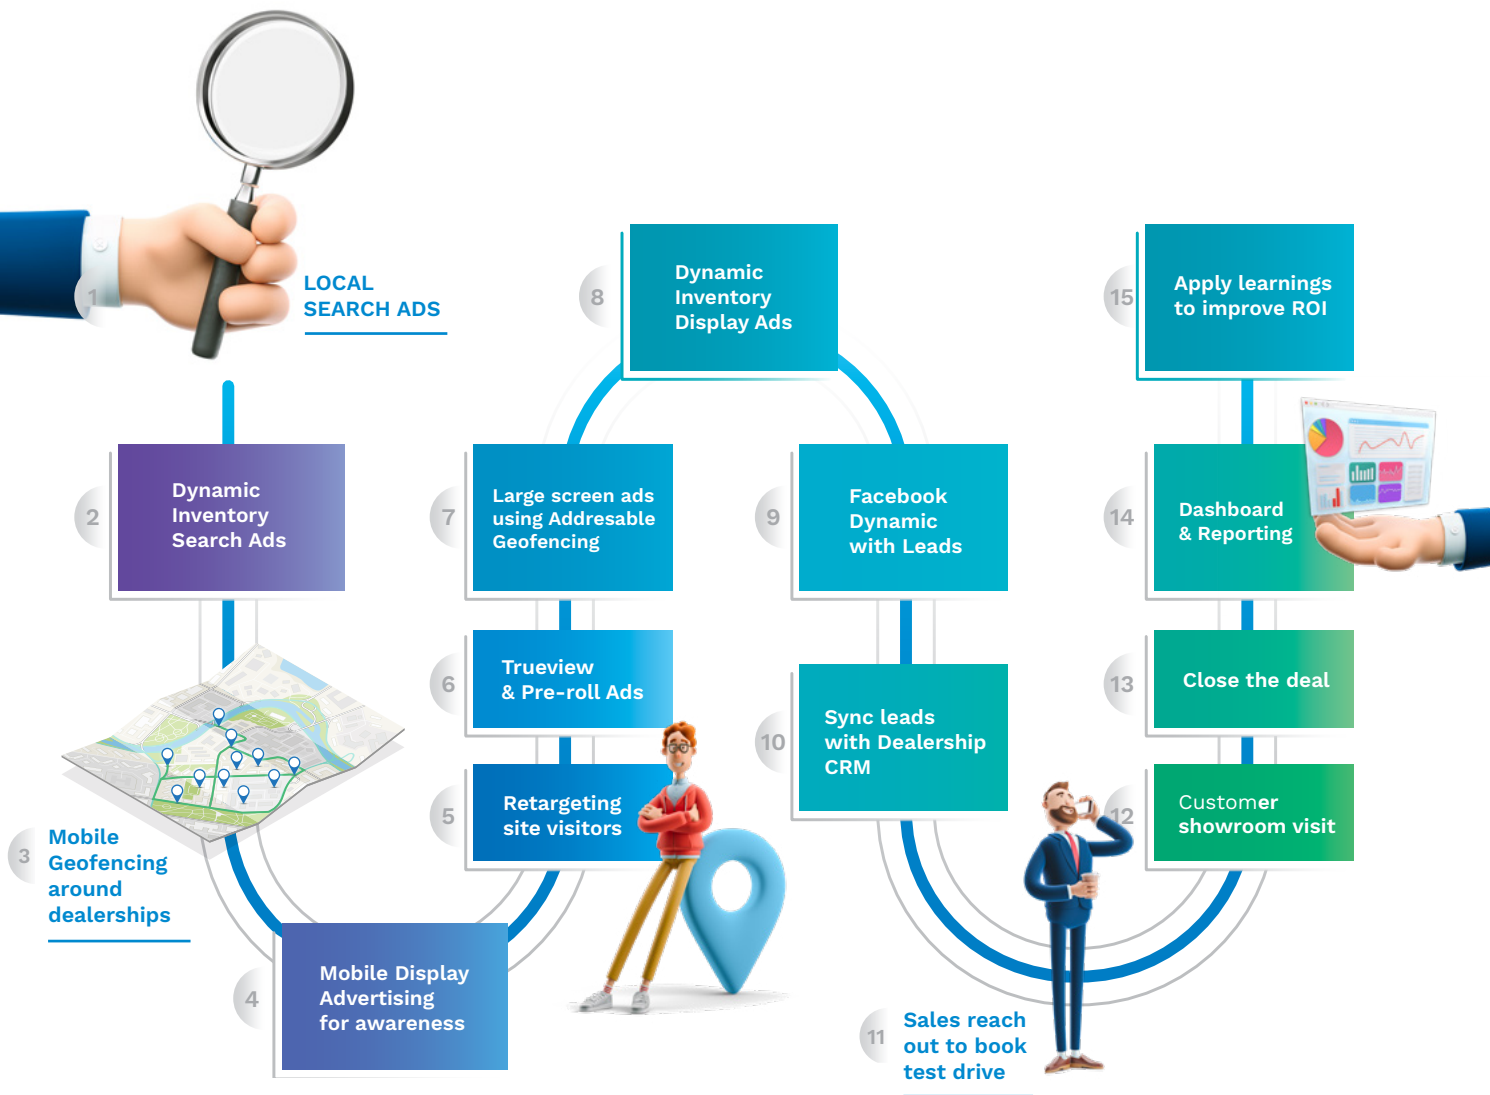 1
LOCAL
SEARCH ADS
2
Dynamic
Inventory
Search Ads
3
Mobile
Geofencing
around
dealerships
4
Mobile Display
Advertising
for awareness
5
Retargeting
site visitors
6
Trueview
& Pre-roll Ads
7
Large screen ads
using Addresable
Geofencing
8
Dynamic
Inventory
Display Ads
9
Facebook
Dynamic
with Leads
10
Sync leads
with Dealership
CRM
11
Sales reach
out to book
test drive
12
Customer
showroom visit
13
Close the deal
14
Dashboard
& Reporting
15
Apply learnings
to improve ROI